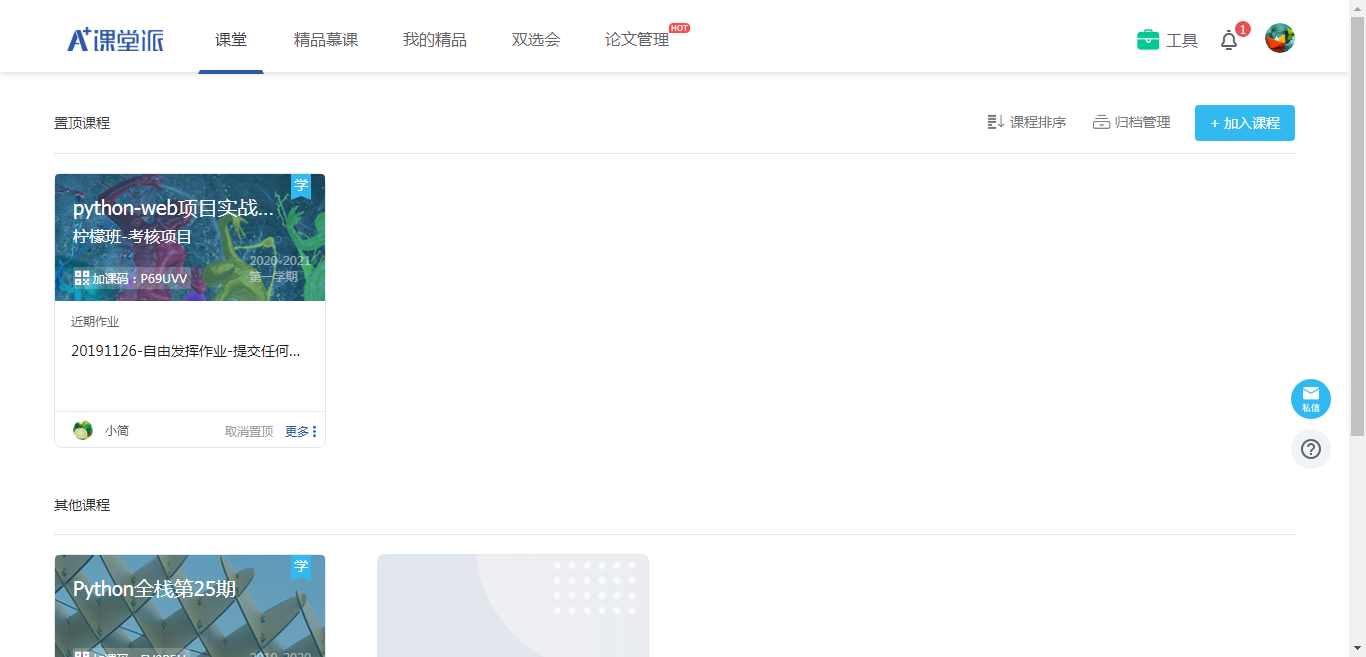 A+课堂派
课堂
精品慕课
我的精品
双选会
论文管理
HOT
工具
1
置顶课程
课程排序
归档管理
+ 加入课程
学
python-web项目实战...
柠檬班-考核项目
2020-2021
第一学期
加课码：P69UVV
近期作业
20191126-自由发挥作业-提交任何...
小简
取消置顶
更多
私信
其他课程
学
Python全栈第25期
2019-2020